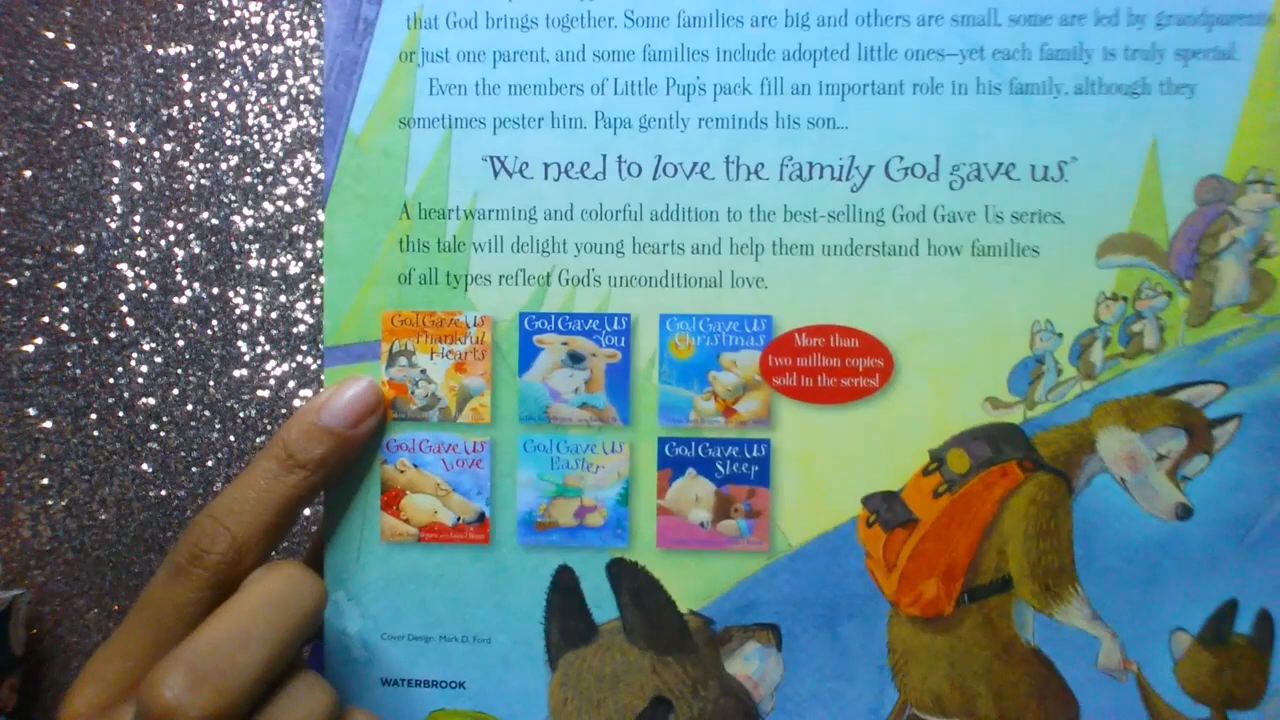 that God brings together. Some families are big and others are small, some are led by grandparents
or just one parent, and some families include adopted little ones—yet each family is truly special.
Even the members of Little Pup's pack fill an important role in his family, although they
sometimes pester him. Papa gently reminds his son...
"We need to love the family God gave us."
A heartwarming and colorful addition to the best-selling God Gave Us series,
this tale will delight young hearts and help them understand how families
of all types reflect God's unconditional love.
God Gave Us
Thankful
Hearts
God Gave Us
You
God Gave Us
Christmas
More than
two million copies
sold in the series!
God Gave Us
Love
God Gave Us
Easter
God Gave Us
Sleep
Cover Design: Mark D. Ford
WATERBROOK